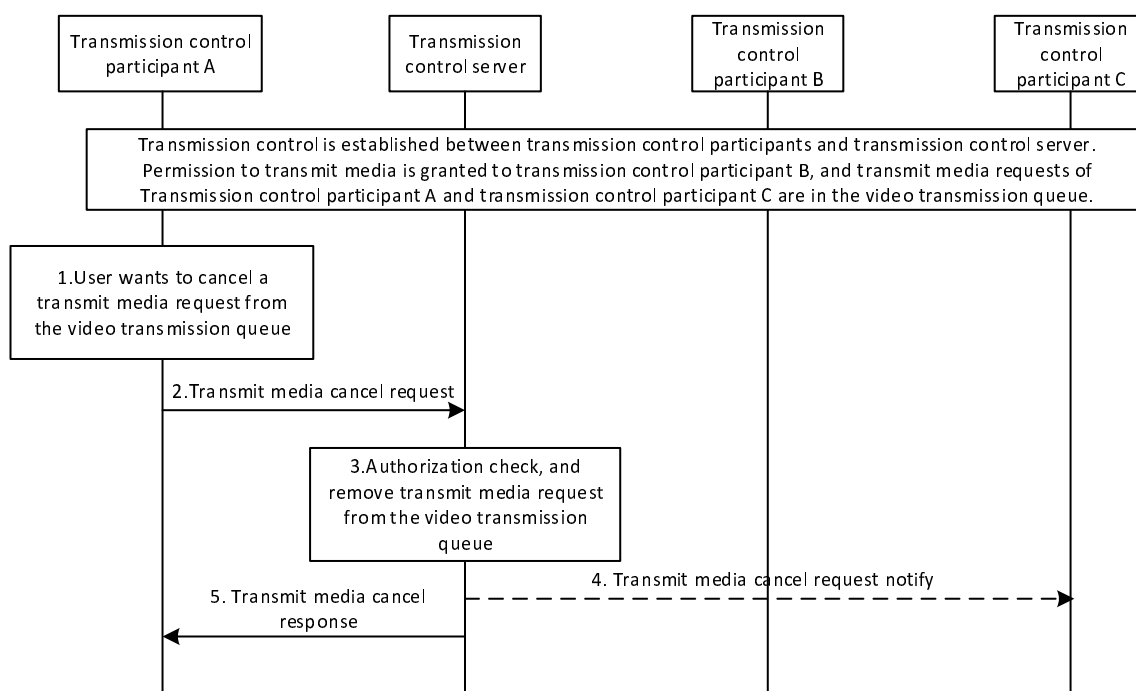 Transmission control
participant A
Transmission
control server
Transmission
control
participant B
Transmission
control
participant C
Transmission control is established between transmission control participants and transmission control server.
Permission to transmit media is granted to transmission control participant B, and transmit media requests of
Transmission control participant A and transmission control participant C are in the video transmission queue.
1.User wants to cancel a
transmit media request from
the video transmission queue
2.Transmit media cancel request
3.Authorization check, and
remove transmit media request
from the video transmission
queue
4. Transmit media cancel request notify
5. Transmit media cancel
response